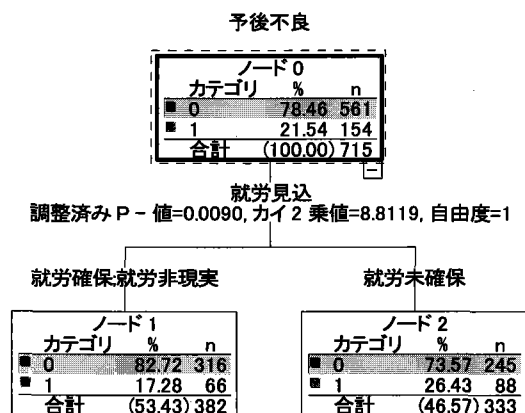 予後不良
ノード 0
カテゴリ % n
0 78.46 561
1 21.54 154
合計 (100.00) 715
就労見込
調整済み P - 値=0.0090, カイ 2 乗値=8.8119, 自由度=1
就労確保;就労非現実
就労未確保
ノード 1
カテゴリ % n
0 82.72 316
1 17.28 66
合計 (53.43) 382
ノード 2
カテゴリ % n
0 73.57 245
1 26.43 88
合計 (46.57) 333